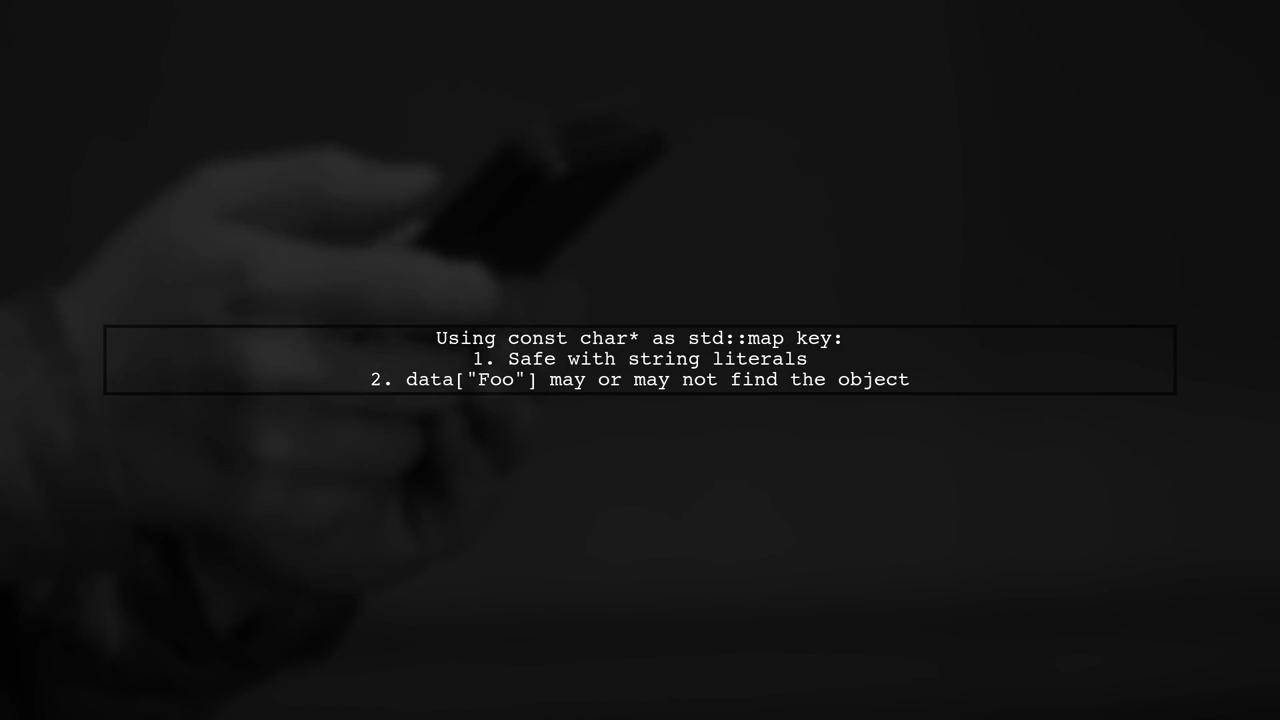 Using const char* as std::map key:
1. Safe with string literals
2. data["Foo"] may or may not find the object